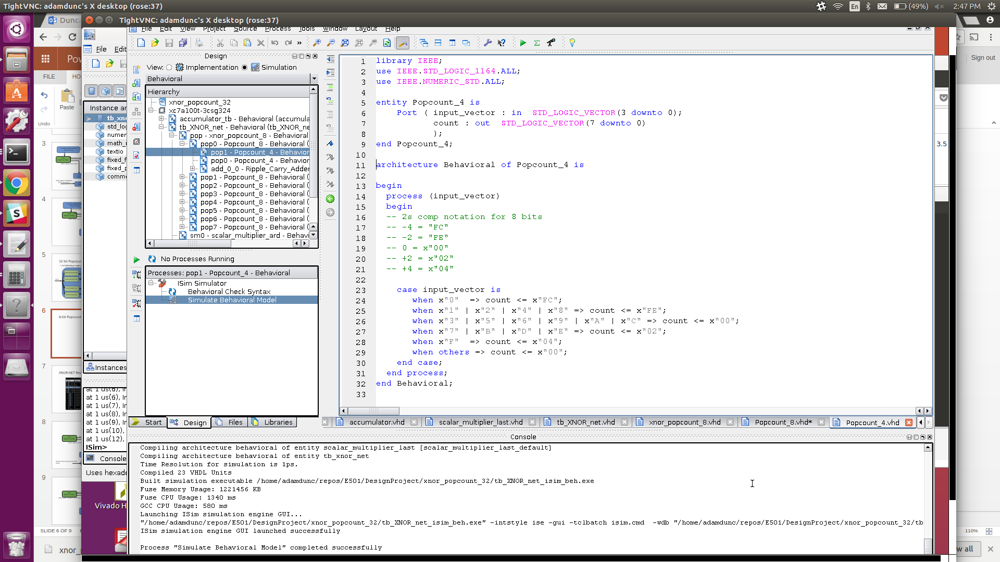 TightVNC: adamdunc's X desktop (rose:37)
En
(49%)
2:47 PM
Dunca
TightVNC: adamdunc's X desktop (rose:37)
File Edit View Project Source Process Tools Window Layout Help
File Edit
Sign out
FILE
Undo
Paste
Design
View: Implementation Simulation
Behavioral
Hierarchy
xnor_popcount_32
xc7a100t-3csg324
accumulator_tb - Behavioral (accumula
tb_XNOR_net - Behavioral (tb_XNOR_ne
pop - xnor_popcount_8 - Behavioral
pop0 - Popcount_8 - Behavioral (
pop1 - Popcount_4 - Behavior
pop0 - Popcount_4 - Behavior
add_0_0 - Ripple_Carry_Adder
pop1 - Popcount_8 - Behavioral (
pop2 - Popcount_8 - Behavioral (
pop3 - Popcount_8 - Behavioral (
pop4 - Popcount_8 - Behavioral (
pop5 - Popcount_8 - Behavioral (
pop6 - Popcount_8 - Behavioral (
pop7 - Popcount_8 - Behavioral (
sm0 - scalar_multiplier_ard - Behavi
No Processes Running
Processes: pop1 - Popcount_4 - Behavioral
ISim Simulator
Behavioral Check Syntax
Simulate Behavioral Model
Start
Design
Files
Libraries
Instance an
tb_xno
std_log
numer
math_r
textio
fixed_f
fixed_p
commo
Instances
at 1 us(6), In
at 1 us(6), In
at 1 us(7), In
at 1 us(8), In
at 1 us(9), In
at 1 us(10),
at 1 us(12),
ISim>
Console
Uses hexade
Vivado H
3
4
5
6
7
8
9
SLIDE 6 OF 9
xnor_
1 library IEEE;
2 use IEEE.STD_LOGIC_1164.ALL;
3 use IEEE.NUMERIC_STD.ALL;
4
5 entity Popcount_4 is
6 Port ( input_vector : in STD_LOGIC_VECTOR(3 downto 0);
7 count : out STD_LOGIC_VECTOR(7 downto 0)
8 );
9 end Popcount_4;
10
11 architecture Behavioral of Popcount_4 is
12
13 begin
14 process (input_vector)
15 begin
16 -- 2s comp notation for 8 bits
17 -- -4 = "FC"
18 -- -2 = "FE"
19 -- 0 = x"00"
20 -- +2 = x"02"
21 -- +4 = x"04"
22
23 case input_vector is
24 when x"0" => count <= x"FC";
25 when x"1" | x"2" | x"4" | x"8" => count <= x"FE";
26 when x"3" | x"5" | x"6" | x"9" | x"A" | x"C" => count <= x"00";
27 when x"7" | x"B" | x"D" | x"E" => count <= x"02";
28 when x"F" => count <= x"04";
29 when others => count <= x"00";
30 end case;
31 end process;
32 end Behavioral;
33
accumulator.vhd
scalar_multiplier_last.vhd
tb_XNOR_net.vhd
xnor_popcount_8.vhd
Popcount_8.vhd*
Popcount_4.vhd
Console
Compiling architecture behavioral of entity scalar_multiplier_last [scalar_multiplier_last_default]
Compiling architecture behavioral of entity tb_xnor_net
Time Resolution for simulation is 1ps.
Compiled 23 VHDL Units
Built simulation executable /home/adamdunc/repos/E501/DesignProject/xnor_popcount_32/tb_XNOR_net_isim_beh.exe
Fuse Memory Usage: 1221456 KB
Fuse CPU Usage: 1340 ms
GCC CPU Usage: 580 ms
Launching ISim simulation engine GUI...
"/home/adamdunc/repos/E501/DesignProject/xnor_popcount_32/tb_XNOR_net_isim_beh.exe" -intstyle ise -gui -tclbatch isim.cmd -wdb "/home/adamdunc/repos/E501/DesignProject/xnor_popcount_32/tb
ISim simulation engine GUI launched successfully
Process "Simulate Behavioral Model" completed successfully
3.5
110%
w all